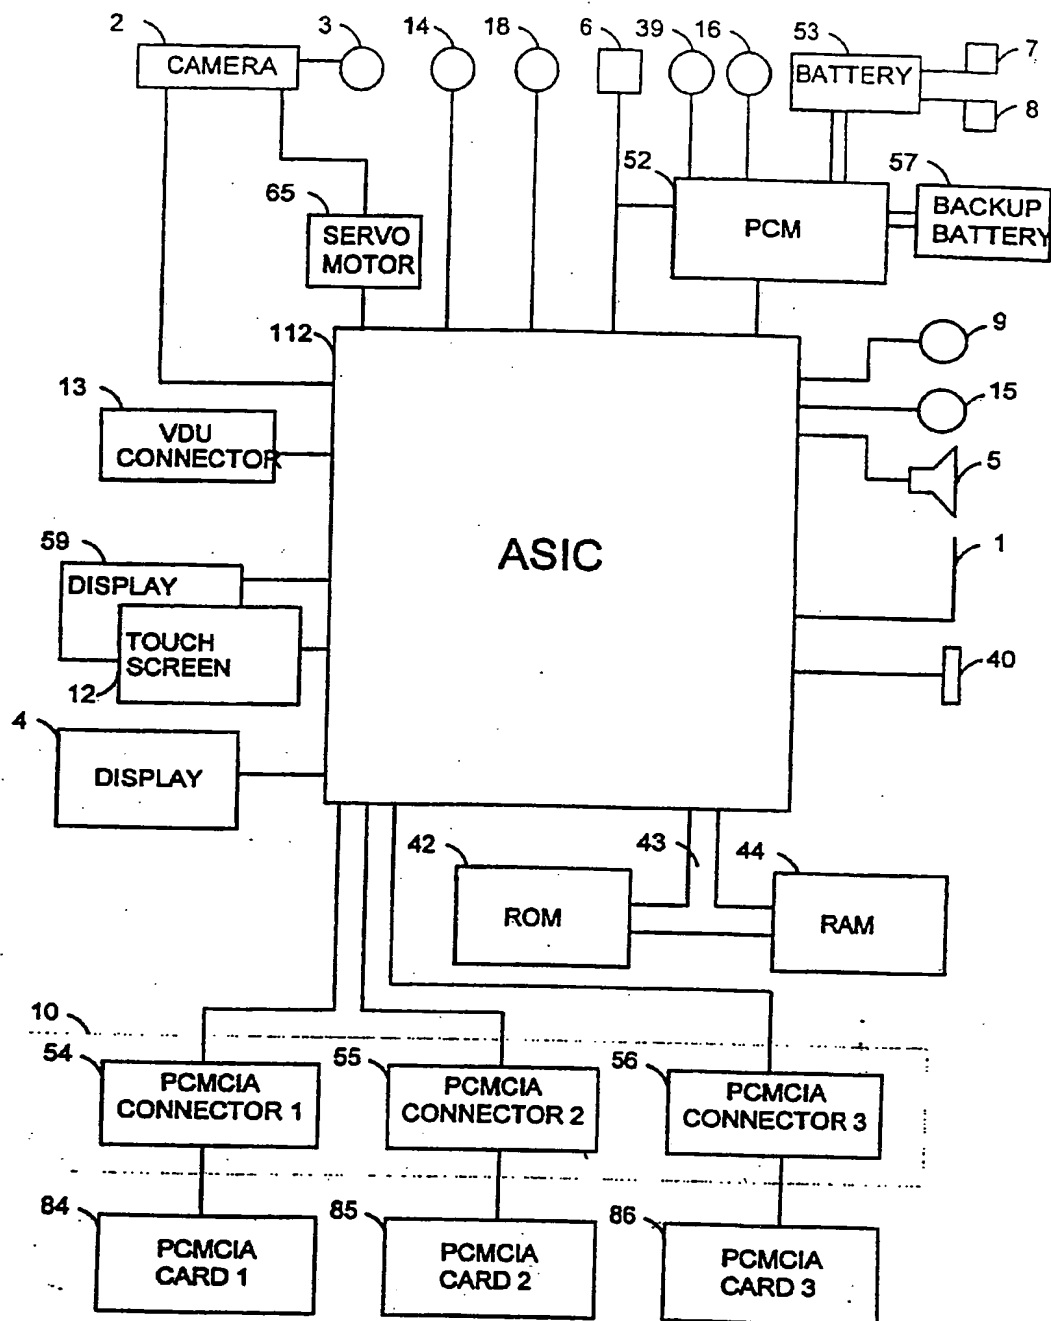 2
3
14
18
6
39
16
53
7
CAMERA
BATTERY
8
52
57
65
PCM
BACKUP
BATTERY
SERVO
MOTOR
112
9
13
15
VDU
CONNECTOR
5
59
ASIC
1
DISPLAY
TOUCH
SCREEN
12
40
4
DISPLAY
42
43
44
ROM
RAM
10
54
55
56
PCMCIA
CONNECTOR 1
PCMCIA
CONNECTOR 2
PCMCIA
CONNECTOR 3
84
85
86
PCMCIA
CARD 1
PCMCIA
CARD 2
PCMCIA
CARD 3